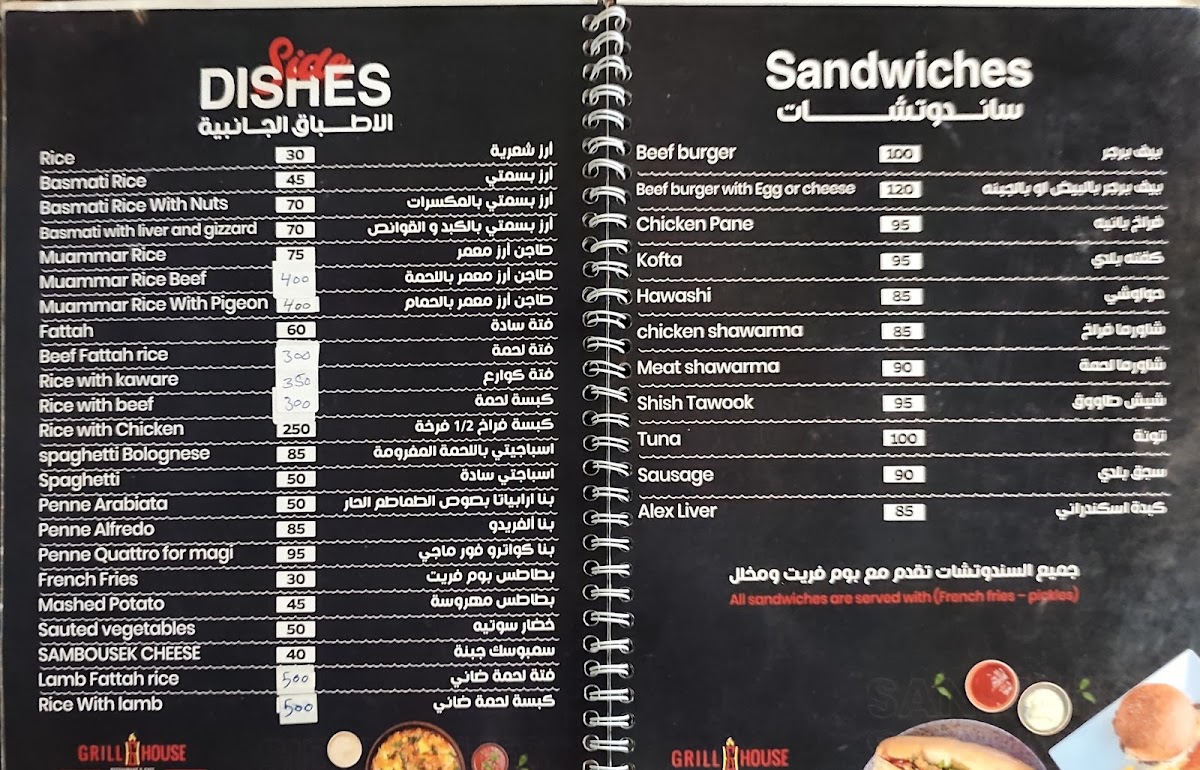 Side
DISHES
الاطباق الجانبية
Rice 30 أرز شعرية
Basmati Rice 45 أرز بسمتي
Basmati Rice With Nuts 70 أرز بسمتي بالمكسرات
Basmati with liver and gizzard 70 أرز بسمتي بالكبد و القوانص
Muammar Rice 75 طاجن أرز معمر
Muammar Rice Beef 400 طاجن أرز معمر باللحمة
Muammar Rice With Pigeon 400 طاجن أرز معمر بالحمام
Fattah 60 فتة سادة
Beef Fattah rice 300 فتة لحمة
Rice with kaware 350 فتة كوارع
Rice with beef 300 كبسة لحمة
Rice with Chicken 250 كبسة فراخ 1/2 فرخة
spaghetti Bolognese 85 اسباجيتي باللحمة المفرومة
Spaghetti 50 اسباجتي سادة
Penne Arabiata 50 بنا ارابياتا بصوص الطماطم الحار
Penne Alfredo 85 بنا ألفريدو
Penne Quattro for magi 95 بنا كواترو فور ماجي
French Fries 30 بطاطس بوم فريت
Mashed Potato 45 بطاطس مهروسة
Sauted vegetables 50 خضار سوتيه
SAMBOUSEK CHEESE 40 سمبوسك جبنة
Lamb Fattah rice 500 فتة لحمة ضاني
Rice With lamb 500 كبسة لحمة ضاني
GRILL HOUSE
Sandwiches
ساندوتشات
Beef burger 100 بيف برجر
Beef burger with Egg or cheese 120 بيف برجر بالبيض او بالجبنه
Chicken Pane 95 فراخ بانيه
Kofta 95 كفته بلدي
Hawashi 85 حواوشي
chicken shawarma 85 شاورما فراخ
Meat shawarma 90 شاورما لحمة
Shish Tawook 95 شيش طاووق
Tuna 100 تونة
Sausage 90 سجق بلدي
Alex Liver 85 كبدة اسكندراني
جميع السندوتشات تقدم مع بوم فريت ومخلل
All sandwiches are served with (French fries – pickles)
GRILL HOUSE